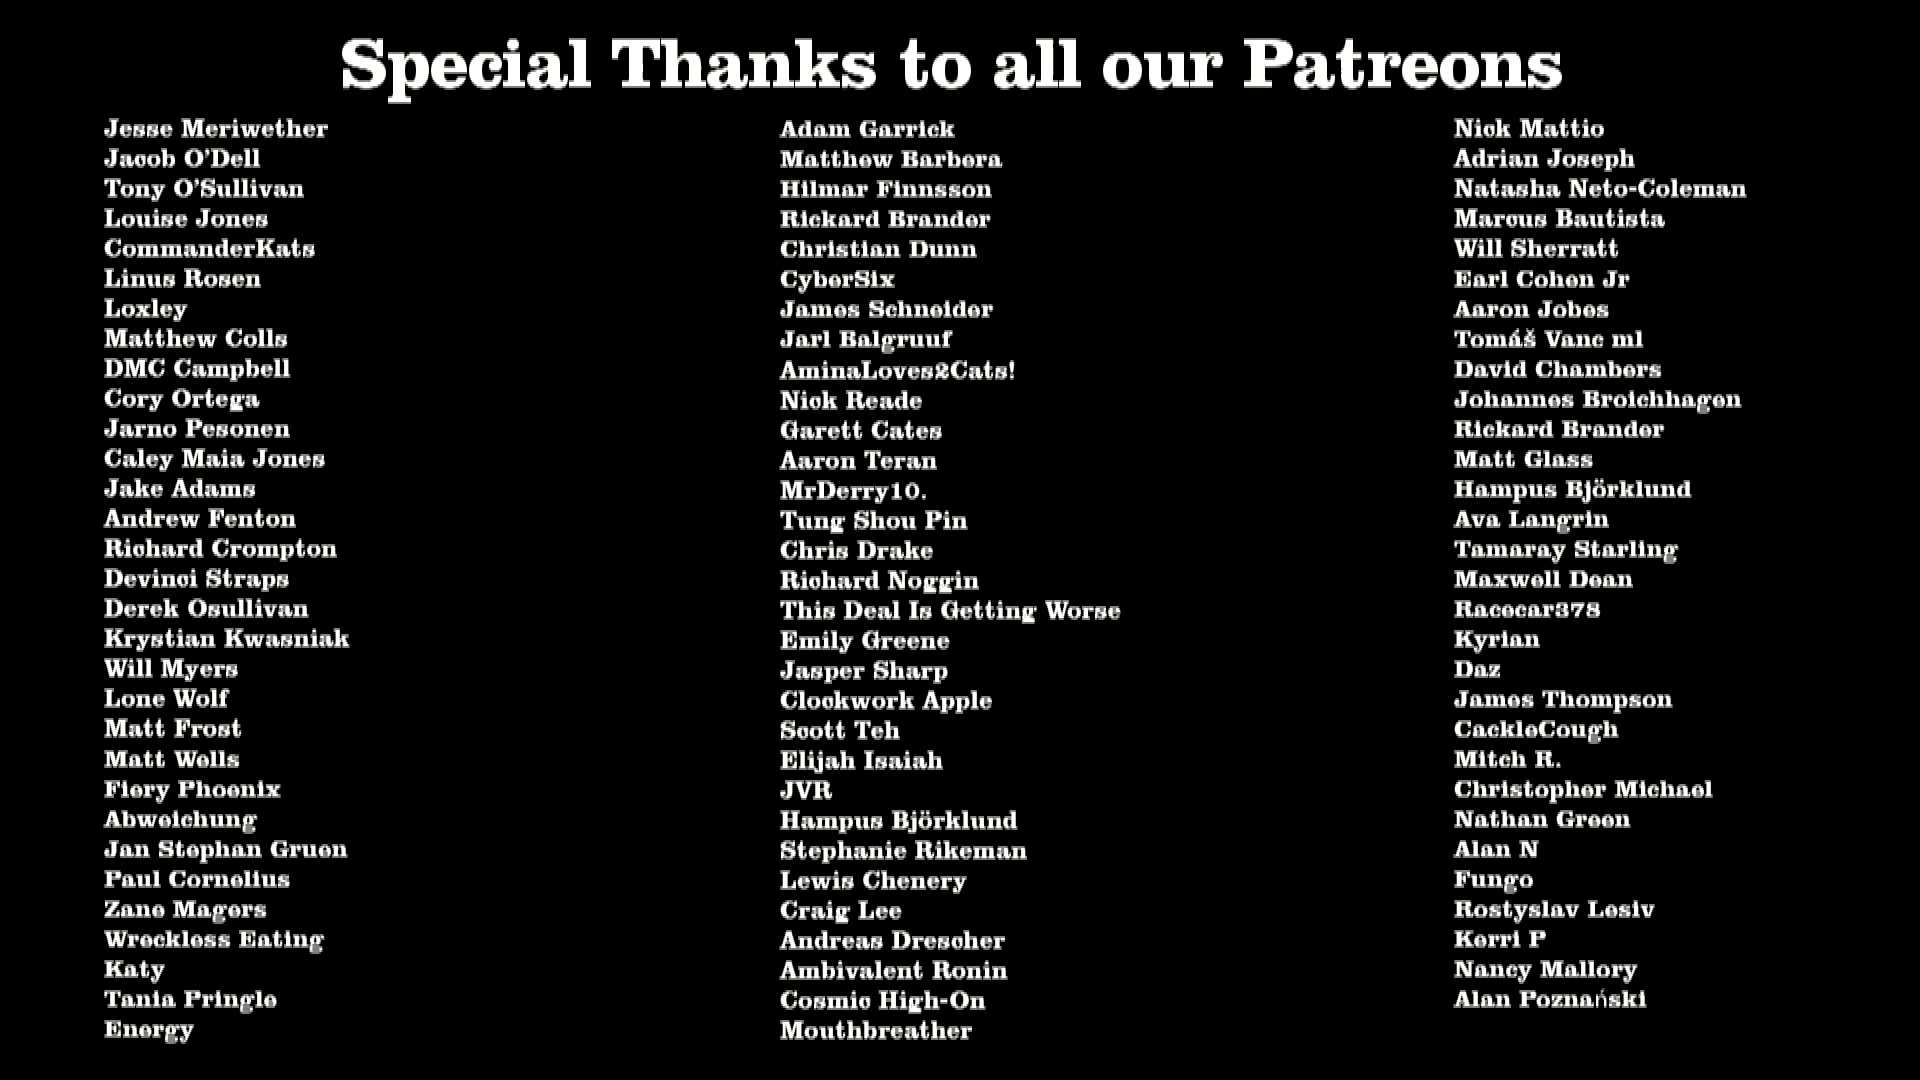 Special Thanks to all our Patreons
Jesse Meriwether
Jacob O'Dell
Tony O'Sullivan
Louise Jones
CommanderKats
Linus Rosen
Loxley
Matthew Colls
DMC Campbell
Cory Ortega
Jarno Pesonen
Caley Maia Jones
Jake Adams
Andrew Fenton
Richard Crompton
Devinci Straps
Derek Osullivan
Krystian Kwasniak
Will Myers
Lone Wolf
Matt Frost
Matt Wells
Fiery Phoenix
Abweichung
Jan Stephan Gruen
Paul Cornelius
Zane Magers
Wreckless Eating
Katy
Tania Pringle
Energy
Adam Garrick
Matthew Barbera
Hilmar Finnsson
Rickard Brander
Christian Dunn
CyberSix
James Schneider
Jarl Balgruuf
AminaLoves2Cats!
Nick Reade
Garett Cates
Aaron Teran
MrDerry10.
Tung Shou Pin
Chris Drake
Richard Noggin
This Deal Is Getting Worse
Emily Greene
Jasper Sharp
Clockwork Apple
Scott Teh
Elijah Isaiah
JVR
Hampus Björklund
Stephanie Rikeman
Lewis Chenery
Craig Lee
Andreas Drescher
Ambivalent Ronin
Cosmic High-On
Mouthbreather
Nick Mattio
Adrian Joseph
Natasha Neto-Coleman
Marcus Bautista
Will Sherratt
Earl Cohen Jr
Aaron Jobes
Tomáš Vanc ml
David Chambers
Johannes Broichhagen
Rickard Brander
Matt Glass
Hampus Björklund
Ava Langrin
Tamaray Starling
Maxwell Dean
Racecar378
Kyrian
Daz
James Thompson
CackleCough
Mitch R.
Christopher Michael
Nathan Green
Alan N
Fungo
Rostyslav Lesiv
Kerri P
Nancy Mallory
Alan Poznański